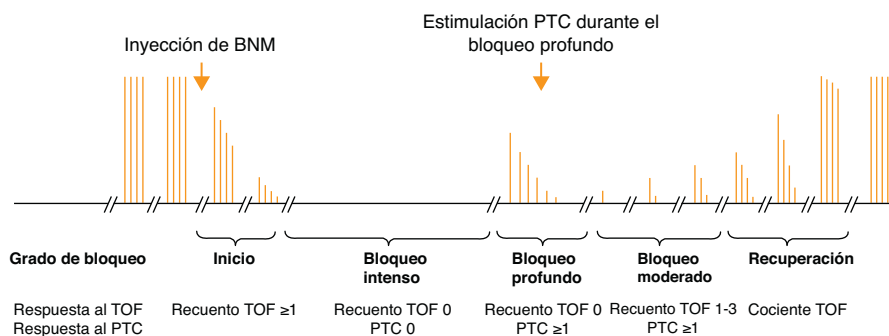 Inyección de BNM
Estimulación PTC durante el
bloqueo profundo
Grado de bloqueo
Inicio
Bloqueo
intenso
Bloqueo
profundo
Bloqueo
moderado
Recuperación
Respuesta al TOF
Respuesta al PTC
Recuento TOF ≥1
Recuento TOF 0
PTC 0
Recuento TOF 0
PTC ≥1
Recuento TOF 1-3
PTC ≥1
Cociente TOF